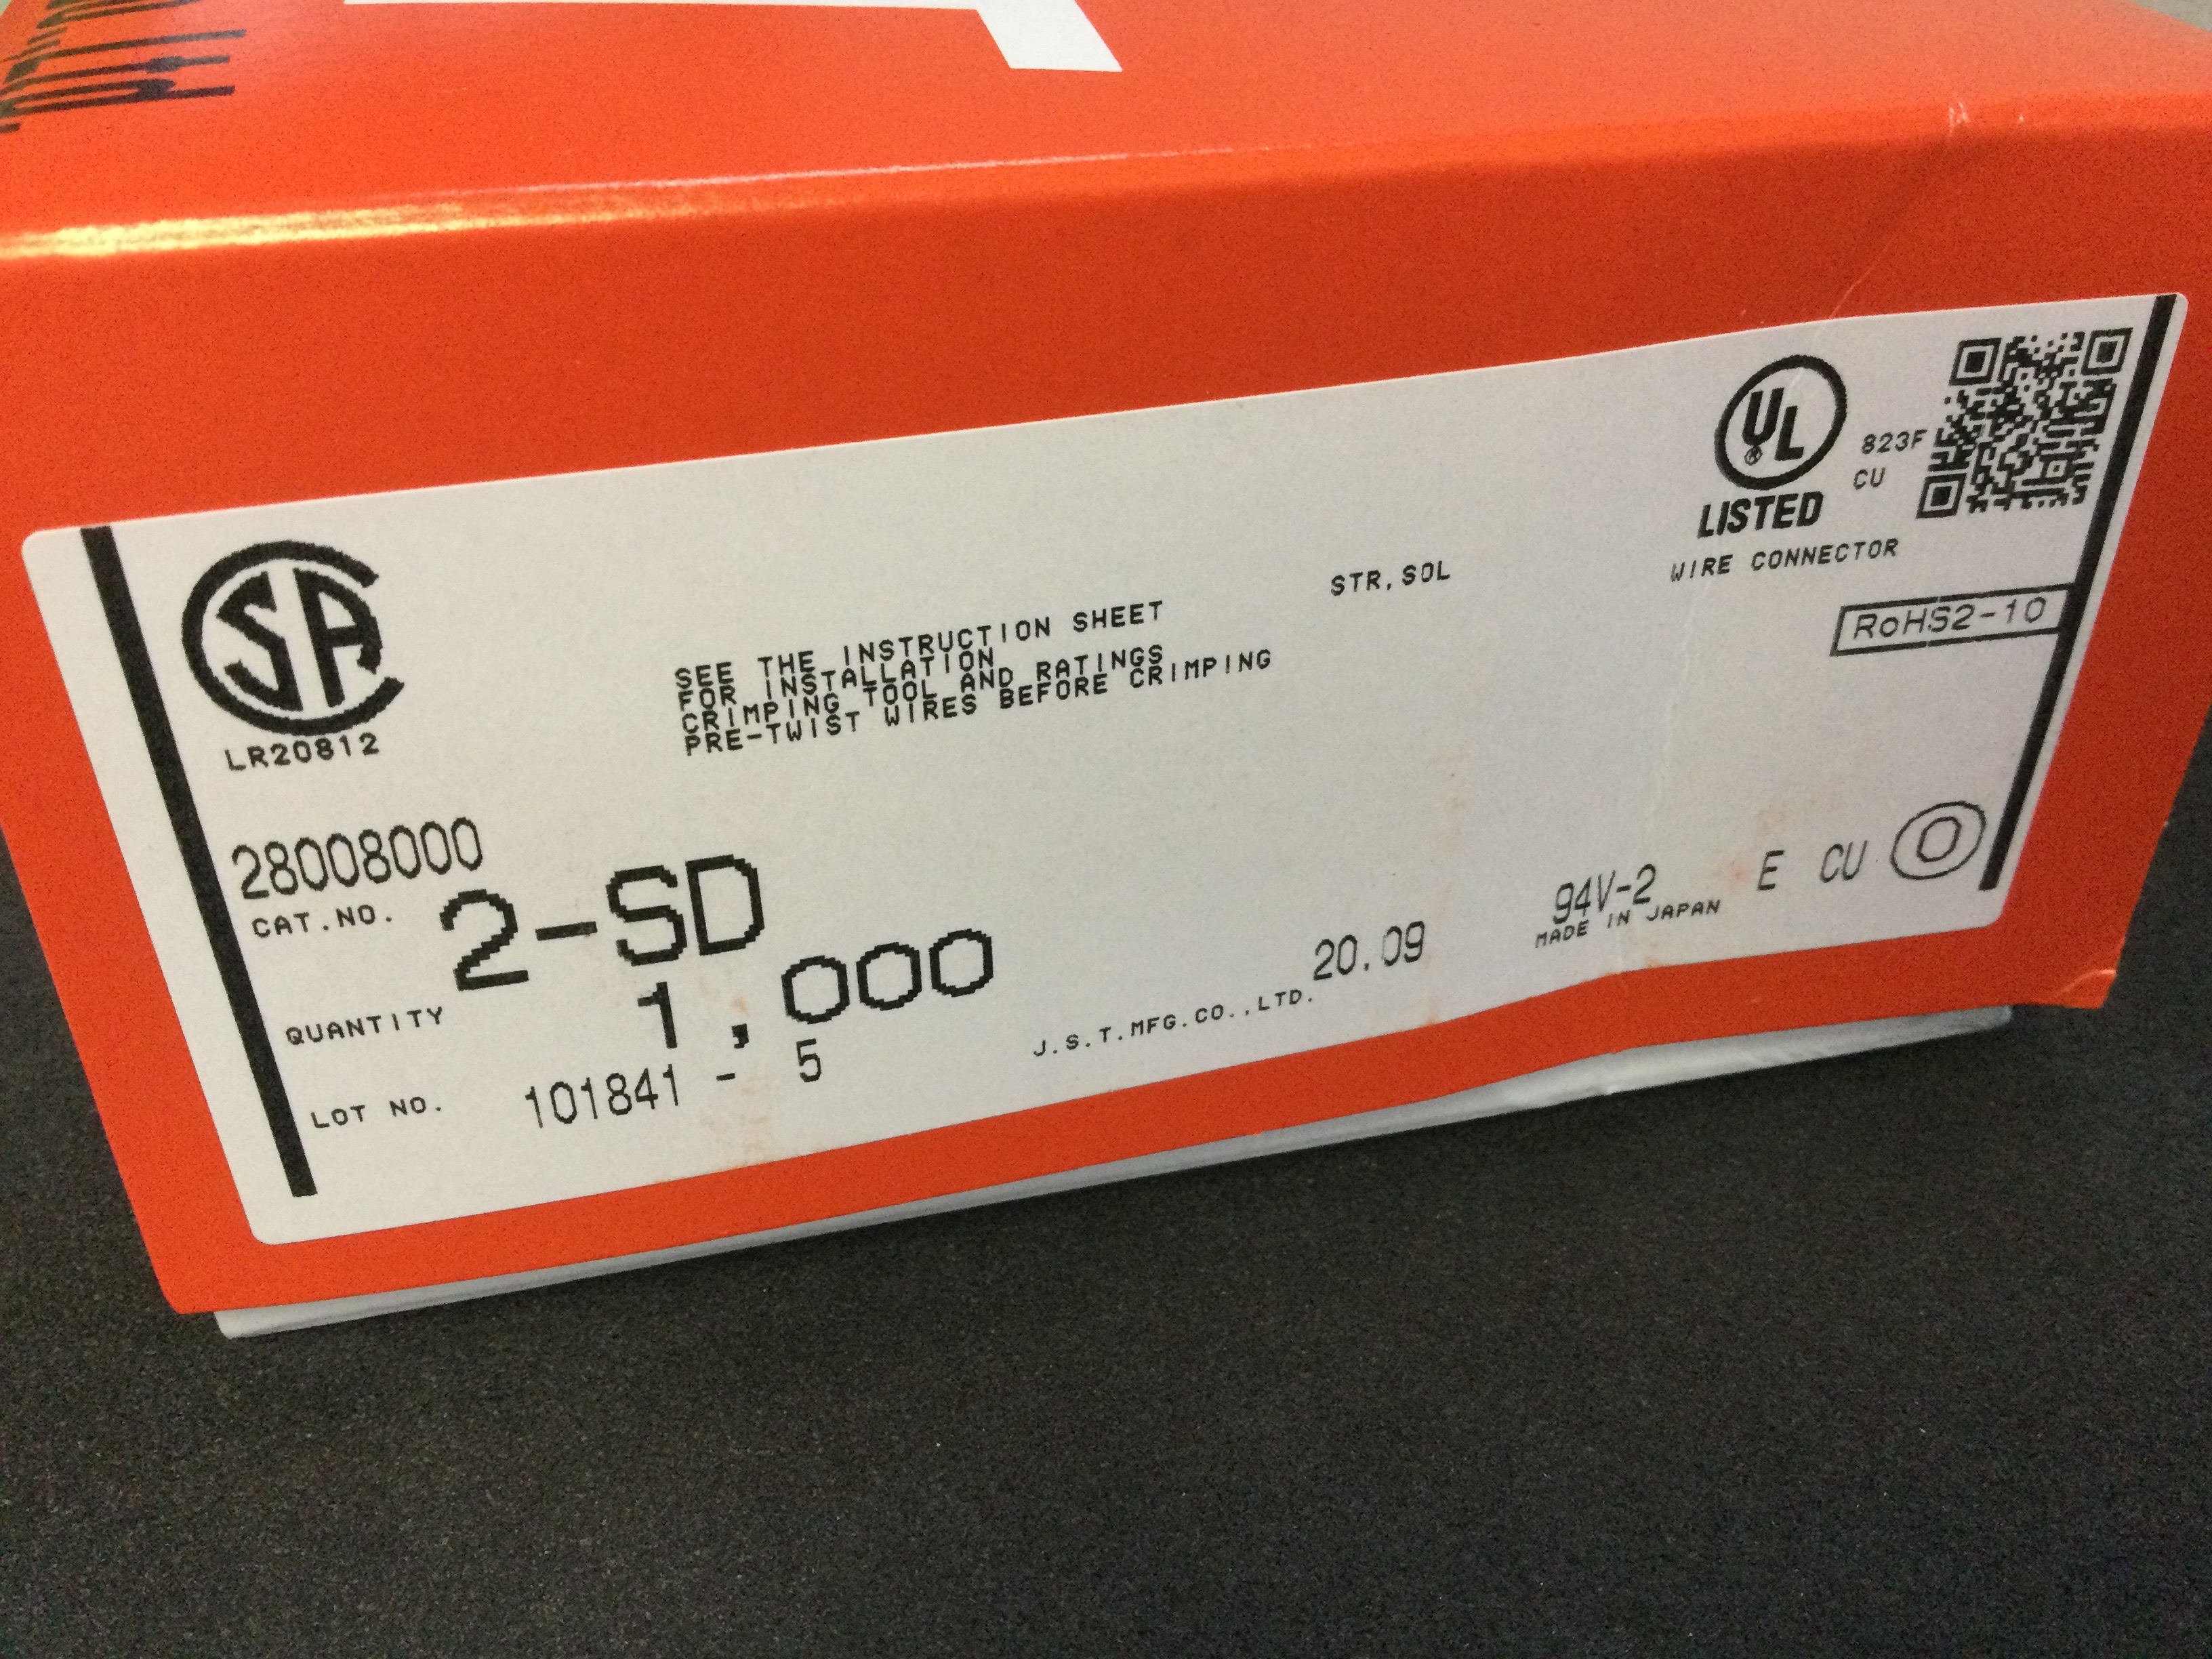 SA
LR20812
SEE THE INSTRUCTION SHEET
FOR INSTALLATION
CRIMPING TOOL AND RATINGS
PRE-TWIST WIRES BEFORE CRIMPING
STR,SOL
UL
®
LISTED
823F
CU
WIRE CONNECTOR
RoHS2-10
28008000
CAT.NO. 2-SD
QUANTITY 1,000
LOT NO. 101841 - 5
J.S.T.MFG.CO.,LTD.
20.09
94V-2
MADE IN JAPAN
E CU O